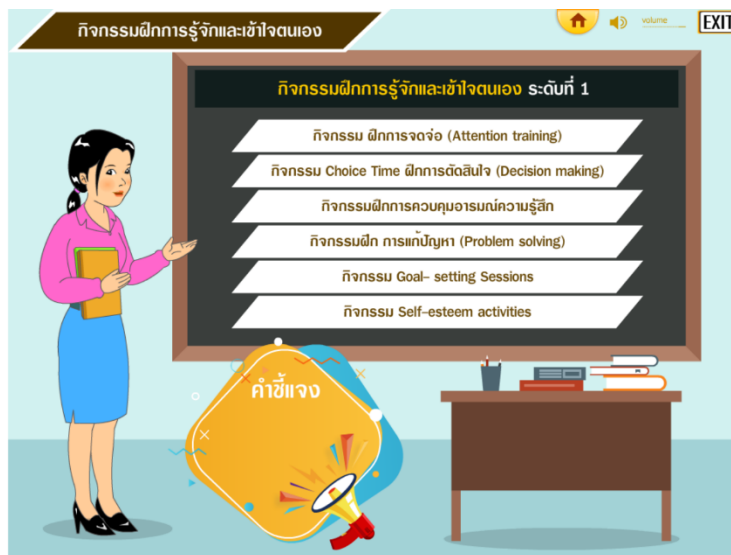 กิจกรรมฝึกการรู้จักและเข้าใจตนเอง
volume
EXIT
กิจกรรมฝึกการรู้จักและเข้าใจตนเอง ระดับที่ 1
กิจกรรม ฝึกการจดจ่อ (Attention training)
กิจกรรม Choice Time ฝึกการตัดสินใจ (Decision making)
กิจกรรมฝึกการควบคุมอารมณ์ความรู้สึก
กิจกรรมฝึก การแก้ปัญหา (Problem solving)
กิจกรรม Goal– setting Sessions
กิจกรรม Self–esteem activities
คำชี้แจง